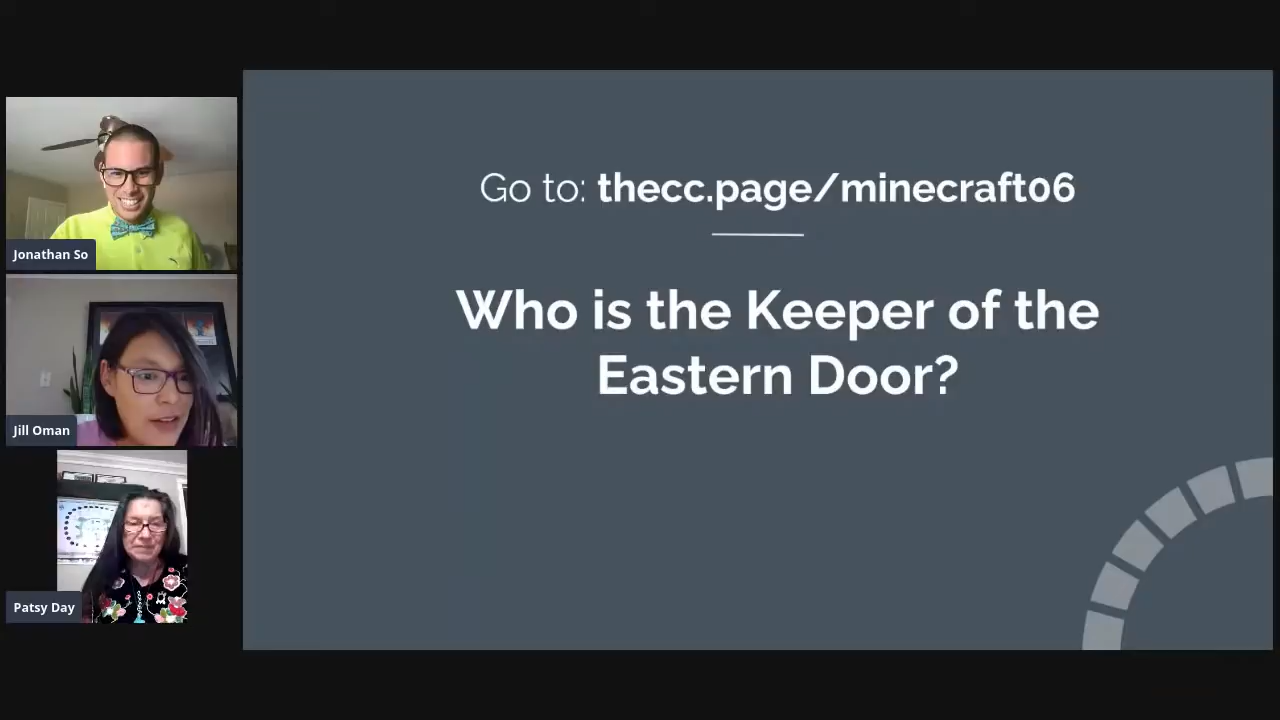 Go to: thecc.page/minecraft06
Who is the Keeper of the
Eastern Door?
Jonathan So
Jill Oman
Patsy Day